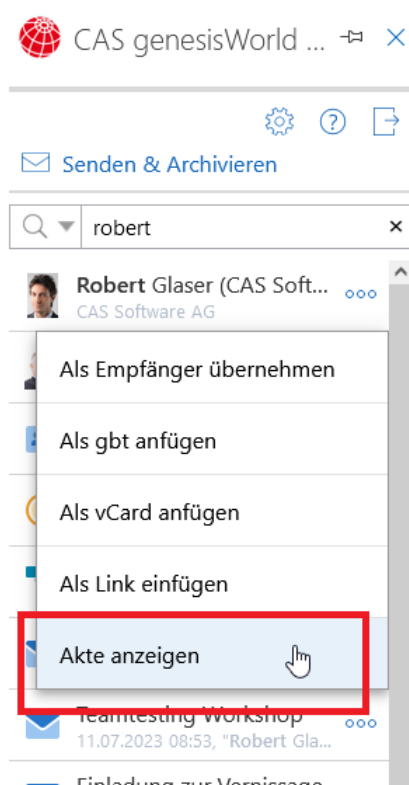 CAS genesisWorld ...
Senden & Archivieren
robert
Robert Glaser (CAS Soft...
CAS Software AG
Als Empfänger übernehmen
Als gbt anfügen
Als vCard anfügen
Als Link einfügen
Akte anzeigen
Teamtesting Workshop
11.07.2023 08:53, "Robert Gla...
Einladung zur Vernissage